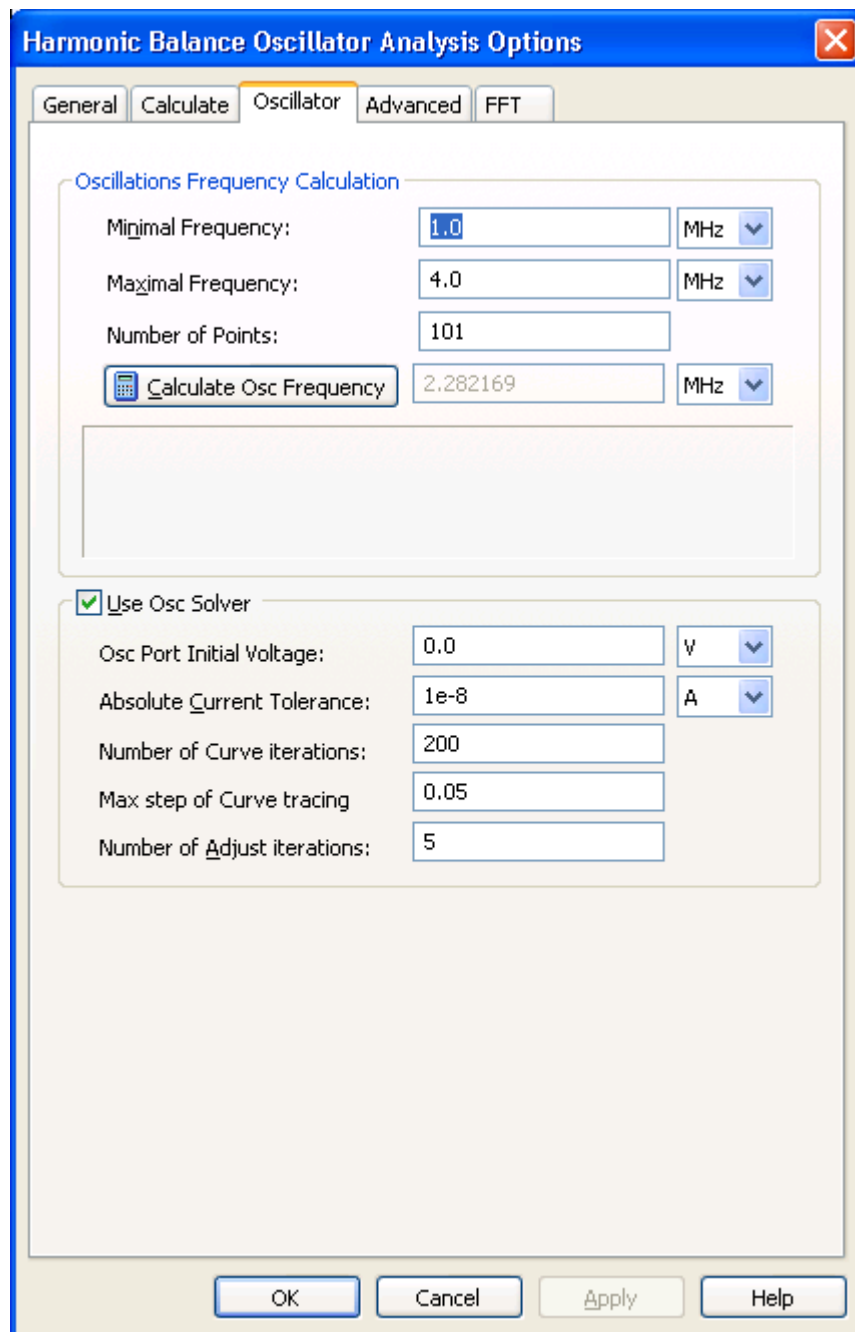 Harmonic Balance Oscillator Analysis Options
General Calculate Oscillator Advanced FFT
Oscillations Frequency Calculation
Minimal Frequency: 1.0 MHz
Maximal Frequency: 4.0 MHz
Number of Points: 101
Calculate Osc Frequency 2.282169 MHz
Use Osc Solver
Osc Port Initial Voltage: 0.0 V
Absolute Current Tolerance: 1e-8 A
Number of Curve iterations: 200
Max step of Curve tracing 0.05
Number of Adjust iterations: 5
OK Cancel Apply Help